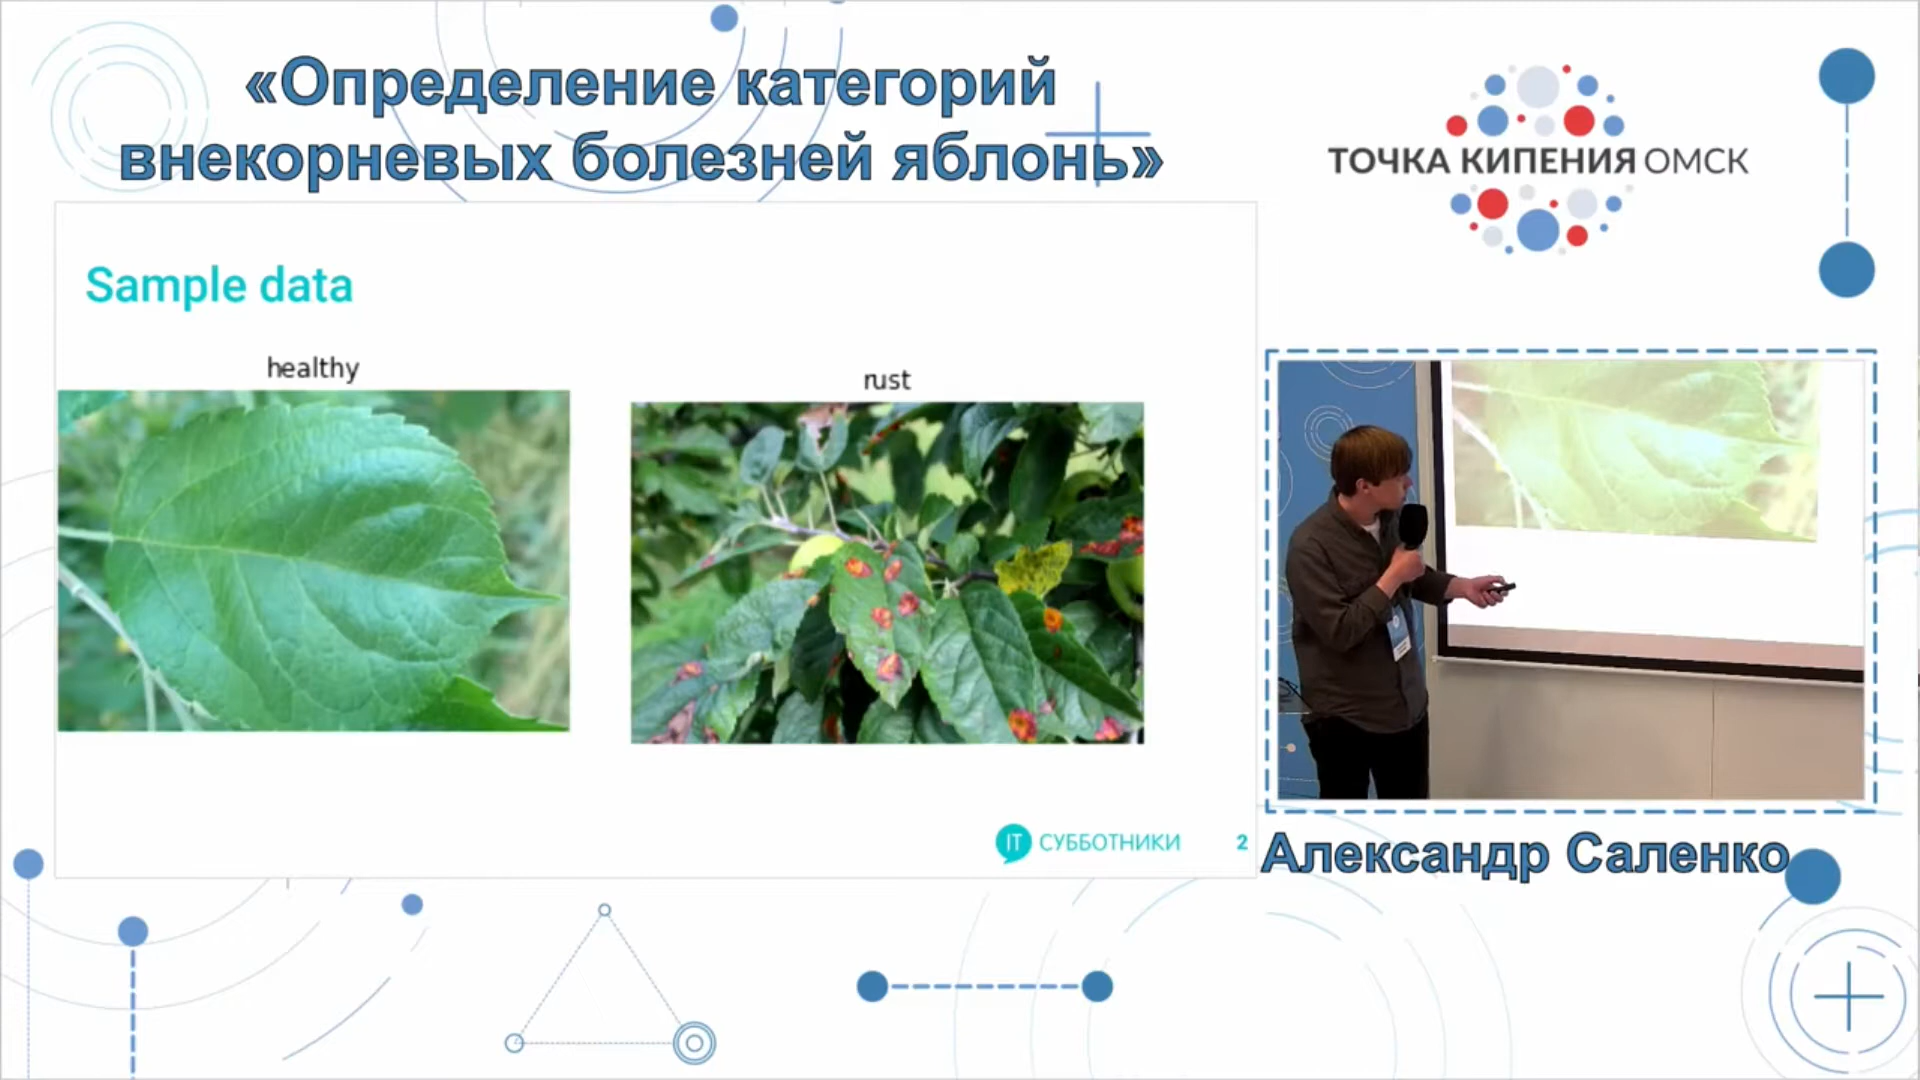 «Определение категорий
внекорневых болезней яблонь»
ТОЧКА КИПЕНИЯ ОМСК
Sample data
healthy
rust
IT СУББОТНИКИ
2
Александр Саленко